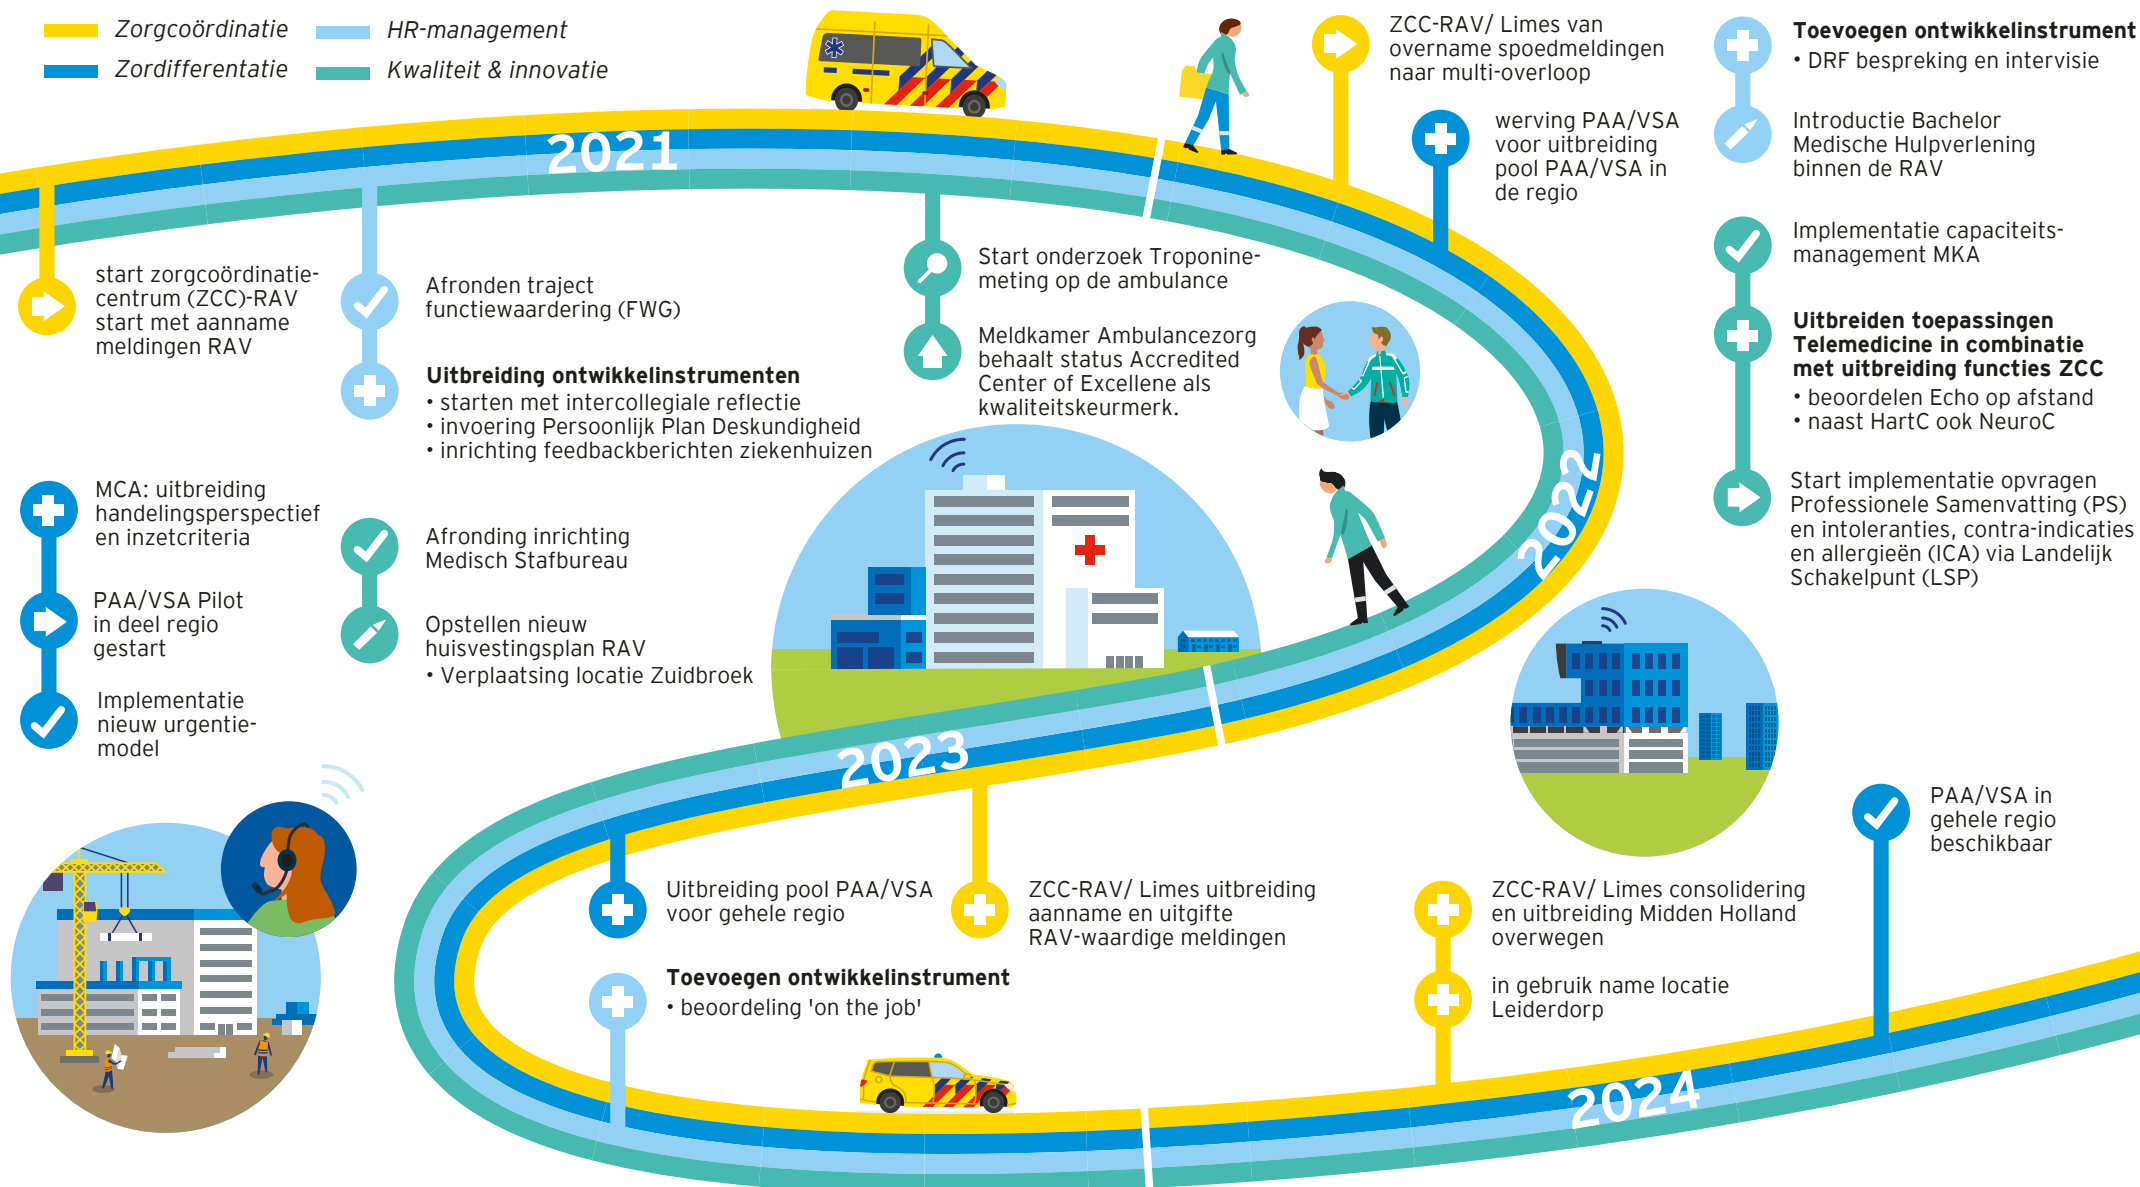 Zorgcoördinatie
HR-management
Zordifferentatie
Kwaliteit & innovatie
2021
start zorgcoördinatie-
centrum (ZCC)-RAV
start met aanname
meldingen RAV
MCA: uitbreiding
handelingsperspectief
en inzetcriteria
PAA/VSA Pilot
in deel regio
gestart
Implementatie
nieuw urgentie-
model
Afronden traject
functiewaardering (FWG)
Uitbreiding ontwikkelinstrumenten
• starten met intercollegiale reflectie
• invoering Persoonlijk Plan Deskundigheid
• inrichting feedbackberichten ziekenhuizen
Afronding inrichting
Medisch Stafbureau
Opstellen nieuw
huisvestingsplan RAV
• Verplaatsing locatie Zuidbroek
Start onderzoek Troponine-
meting op de ambulance
Meldkamer Ambulancezorg
behaalt status Accredited
Center of Excellene als
kwaliteitskeurmerk.
ZCC-RAV/ Limes van
overname spoedmeldingen
naar multi-overloop
werving PAA/VSA
voor uitbreiding
pool PAA/VSA in
de regio
Toevoegen ontwikkelinstrument
• DRF bespreking en intervisie
Introductie Bachelor
Medische Hulpverlening
binnen de RAV
Implementatie capaciteits-
management MKA
Uitbreiden toepassingen
Telemedicine in combinatie
met uitbreiding functies ZCC
• beoordelen Echo op afstand
• naast HartC ook NeuroC
Start implementatie opvragen
Professionele Samenvatting (PS)
en intoleranties, contra-indicaties
en allergieën (ICA) via Landelijk
Schakelpunt (LSP)
2022
2023
Uitbreiding pool PAA/VSA
voor gehele regio
Toevoegen ontwikkelinstrument
• beoordeling 'on the job'
ZCC-RAV/ Limes uitbreiding
aanname en uitgifte
RAV-waardige meldingen
ZCC-RAV/ Limes consolidering
en uitbreiding Midden Holland
overwegen
in gebruik name locatie
Leiderdorp
PAA/VSA in
gehele regio
beschikbaar
2024